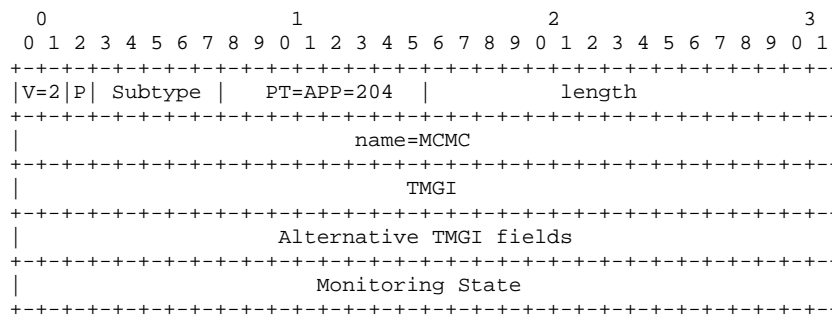 0                   1                   2                   3
0 1 2 3 4 5 6 7 8 9 0 1 2 3 4 5 6 7 8 9 0 1 2 3 4 5 6 7 8 9 0 1
+-+-+-+-+-+-+-+-+-+-+-+-+-+-+-+-+-+-+-+-+-+-+-+-+-+-+-+-+-+-+-+-
|V=2|P| Subtype |   PT=APP=204  |          length
+-+-+-+-+-+-+-+-+-+-+-+-+-+-+-+-+-+-+-+-+-+-+-+-+-+-+-+-+-+-+-+-
|                          name=MCMC
+-+-+-+-+-+-+-+-+-+-+-+-+-+-+-+-+-+-+-+-+-+-+-+-+-+-+-+-+-+-+-+-
|                              TMGI
+-+-+-+-+-+-+-+-+-+-+-+-+-+-+-+-+-+-+-+-+-+-+-+-+-+-+-+-+-+-+-+-
|                    Alternative TMGI fields
+-+-+-+-+-+-+-+-+-+-+-+-+-+-+-+-+-+-+-+-+-+-+-+-+-+-+-+-+-+-+-+-
|                       Monitoring State
+-+-+-+-+-+-+-+-+-+-+-+-+-+-+-+-+-+-+-+-+-+-+-+-+-+-+-+-+-+-+-+-